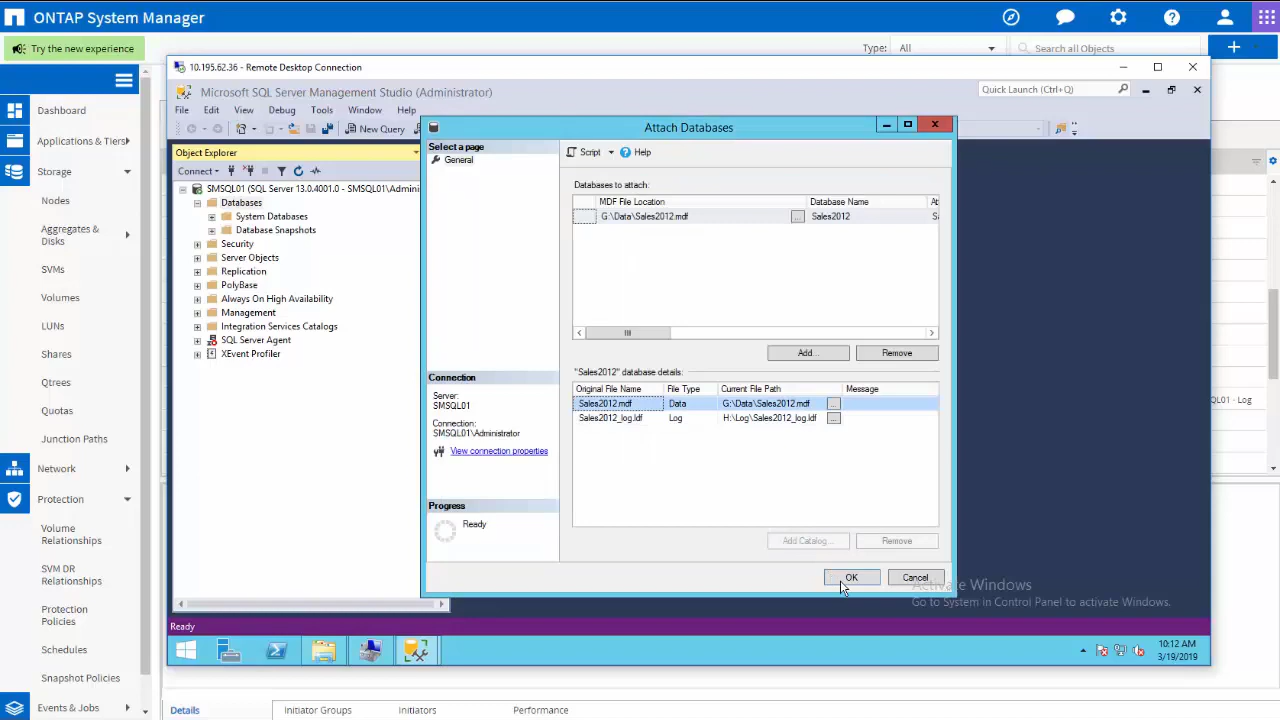 ONTAP System Manager
Try the new experience
Type:
All
Search all Objects
Dashboard
Applications & Tiers
Storage
Nodes
Aggregates &
Disks
SVMs
Volumes
LUNs
Shares
Qtrees
Quotas
Junction Paths
Network
Protection
Volume
Relationships
SVM DR
Relationships
Protection
Policies
Schedules
Snapshot Policies
Events & Jobs
10.195.62.36 - Remote Desktop Connection
Microsoft SQL Server Management Studio (Administrator)
Quick Launch (Ctrl+Q)
File Edit View Debug Tools Window Help
New Query
Object Explorer
Connect
SMSQL01 (SQL Server 13.0.4001.0 - SMSQL01\Admini
Databases
System Databases
Database Snapshots
Security
Server Objects
Replication
PolyBase
Always On High Availability
Management
Integration Services Catalogs
SQL Server Agent
XEvent Profiler
Attach Databases
Select a page
General
Script
Help
Databases to attach:
MDF File Location Database Name At
G:\Data\Sales2012.mdf ... Sales2012 S
Add...
Remove
"Sales2012" database details:
Original File Name File Type Current File Path Message
Sales2012.mdf Data G:\Data\Sales2012.mdf ...
Sales2012_log.ldf Log H:\Log\Sales2012_log.ldf ...
Add Catalog...
Remove
Connection
Server:
SMSQL01
Connection:
SMSQL01\Administrator
View connection properties
Progress
Ready
OK
Cancel
Activate Windows
Go to System in Control Panel to activate Windows.
QL01 - Log
Ready
10:12 AM
3/19/2019
Details
Initiator Groups
Initiators
Performance